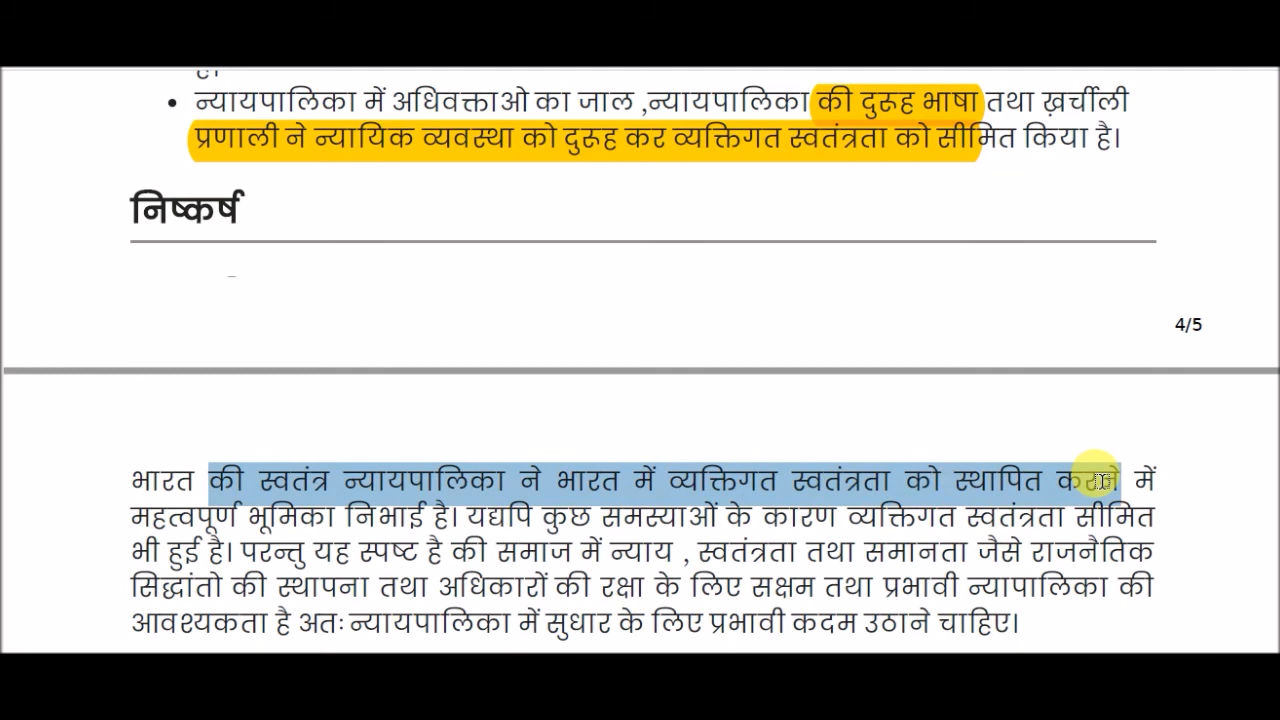 न्यायपालिका में अधिवक्ताओ का जाल ,न्यायपालिका की दुरूह भाषा तथा ख़र्चीली
प्रणाली ने न्यायिक व्यवस्था को दुरूह कर व्यक्तिगत स्वतंत्रता को सीमित किया है।
निष्कर्ष
4/5
भारत की स्वतंत्र न्यायपालिका ने भारत में व्यक्तिगत स्वतंत्रता को स्थापित करने में
महत्वपूर्ण भूमिका निभाई है। यद्यपि कुछ समस्याओं के कारण व्यक्तिगत स्वतंत्रता सीमित
भी हुई है। परन्तु यह स्पष्ट है की समाज में न्याय , स्वतंत्रता तथा समानता जैसे राजनैतिक
सिद्धांतो की स्थापना तथा अधिकारों की रक्षा के लिए सक्षम तथा प्रभावी न्यापालिका की
आवश्यकता है अतः न्यायपालिका में सुधार के लिए प्रभावी कदम उठाने चाहिए।